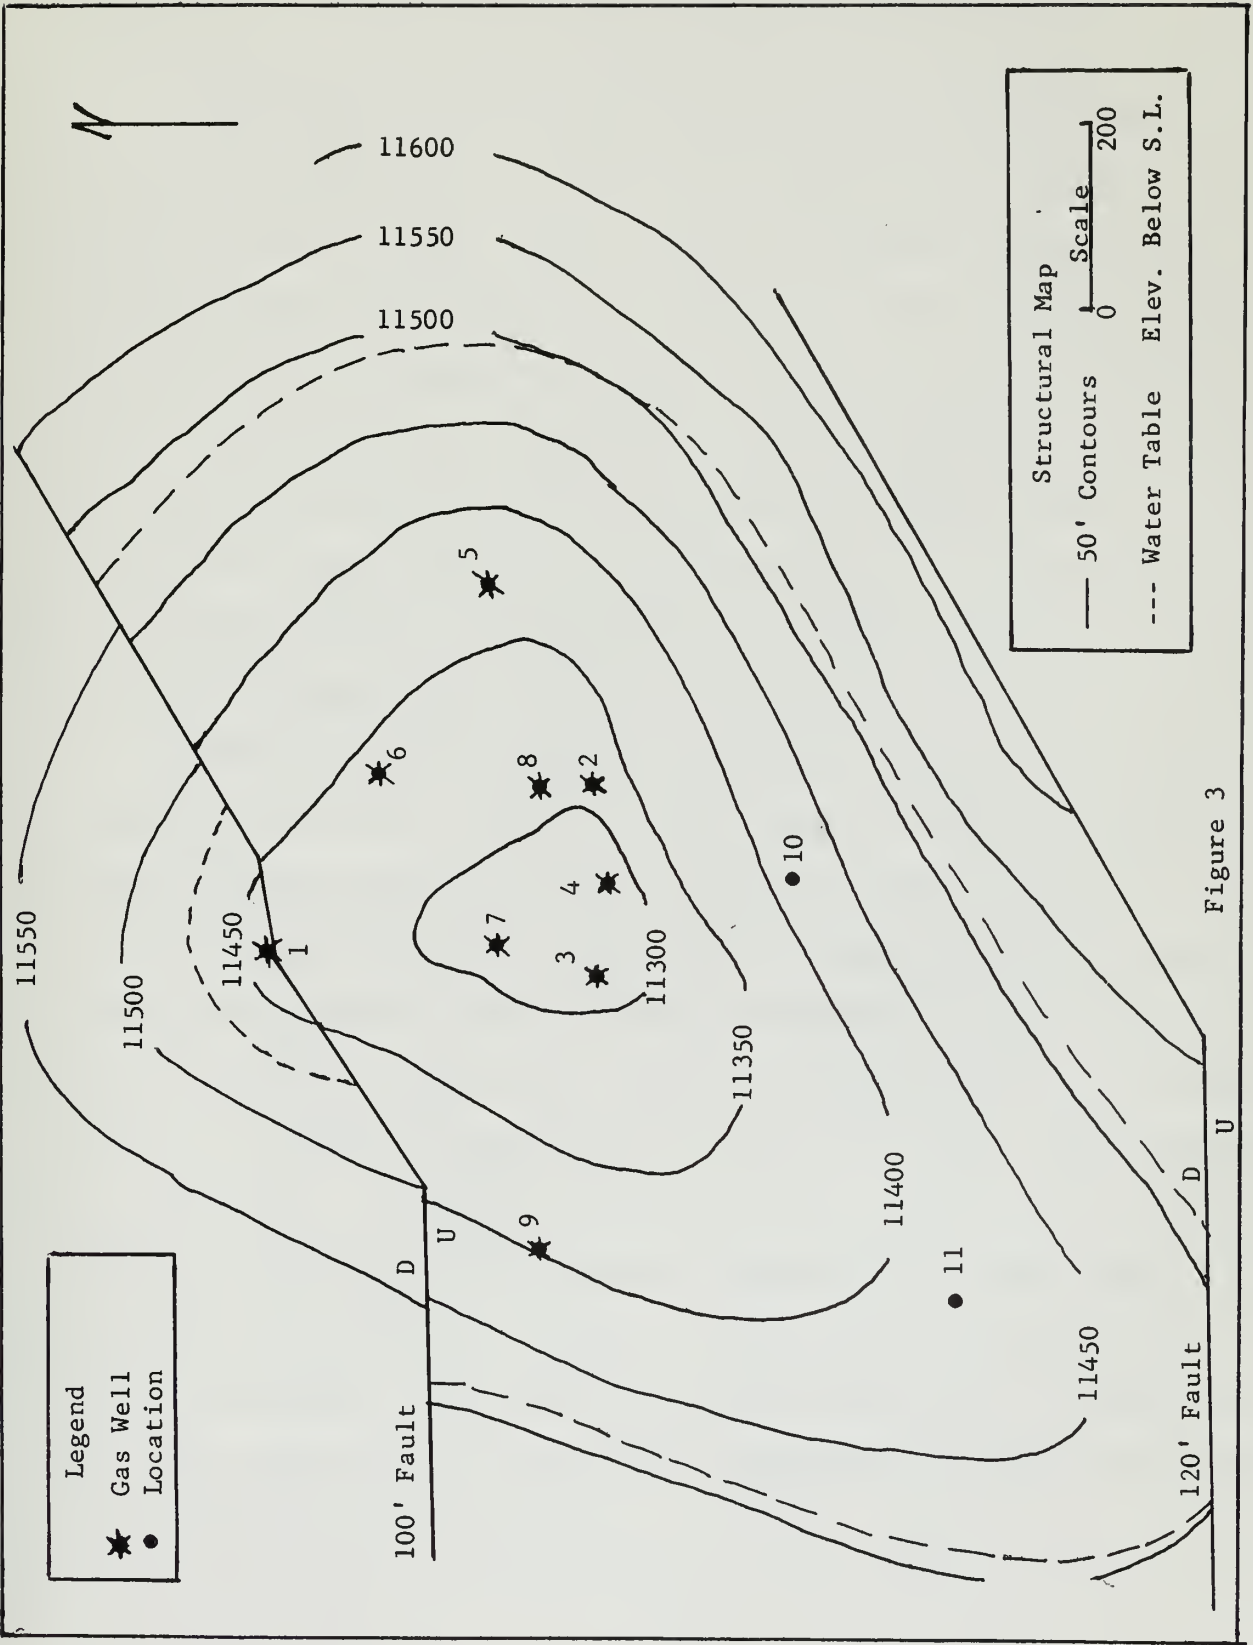 Legend
Gas Well
Location
100' Fault
D
U
11550
11500
11450
1
7
3
4
8
2
6
5
9
10
11
11300
11350
11400
11450
11500
11550
11600
N
120' Fault
D
U
Structural Map
50' Contours
Scale
0 200
--- Water Table Elev. Below S.L.
Figure 3